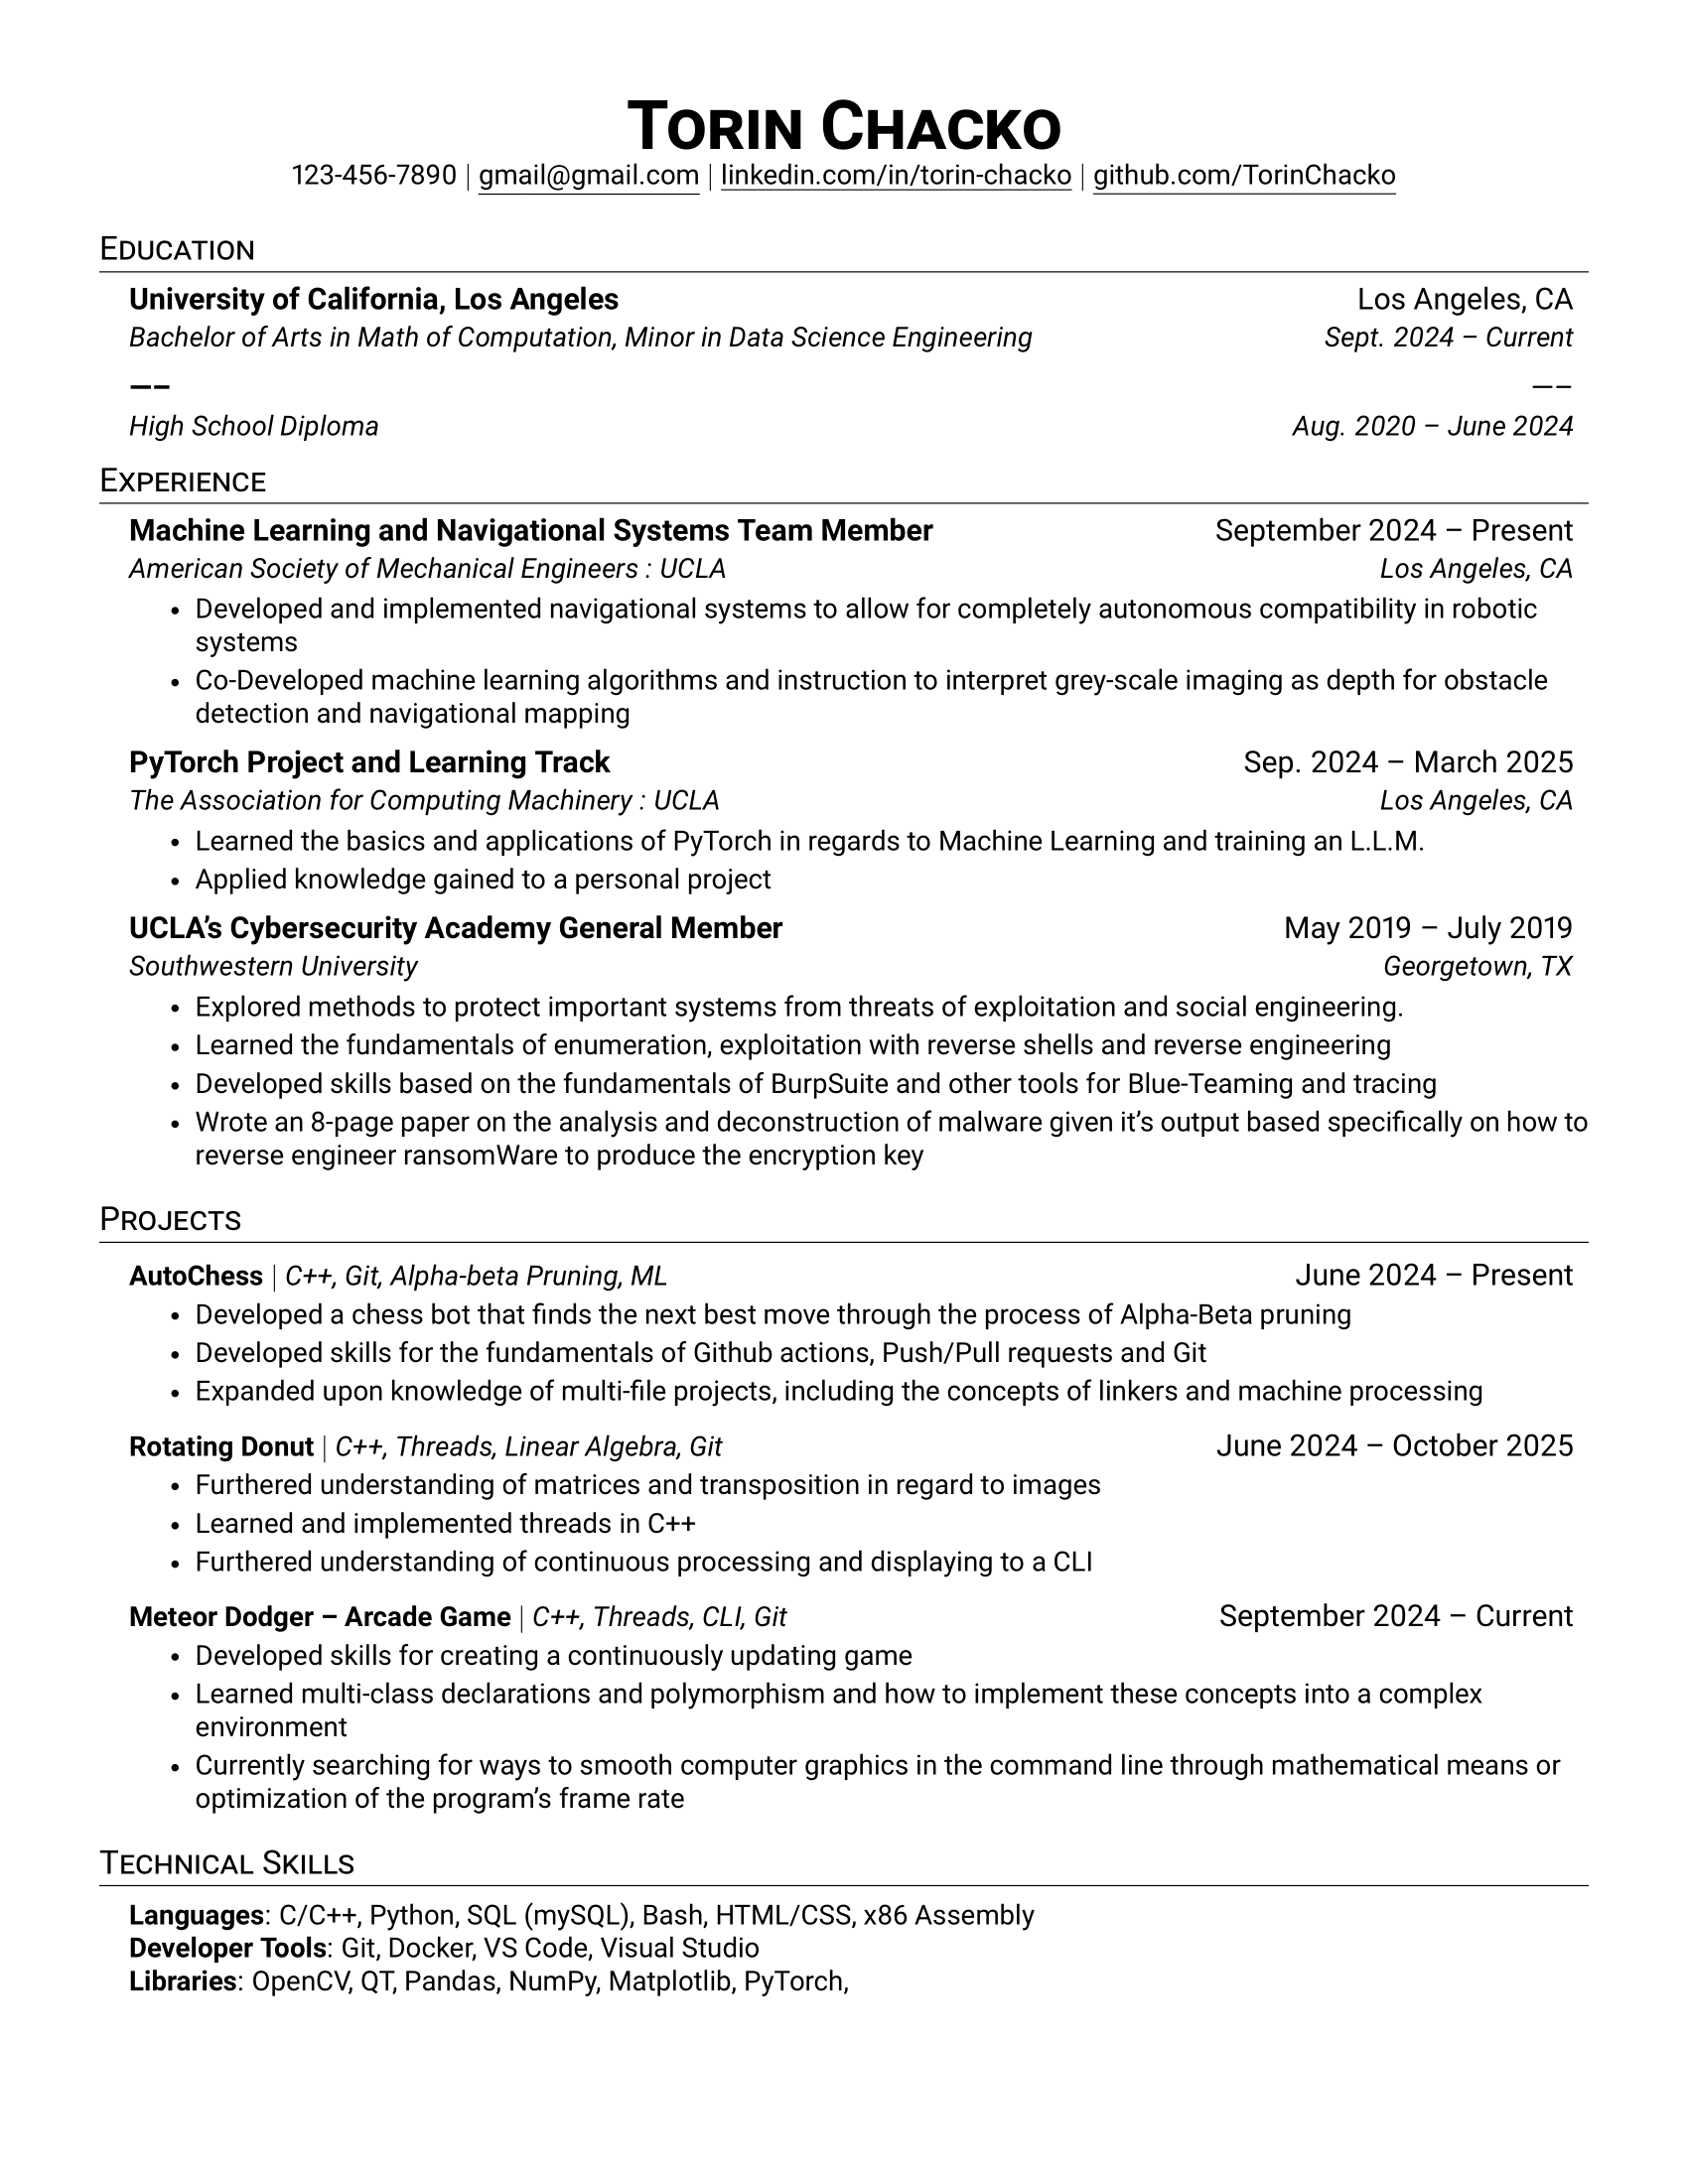 Torin Chacko
123-456-7890 | gmail@gmail.com | linkedin.com/in/torin-chacko | github.com/TorinChacko
Education
University of California, Los Angeles Los Angeles, CA
Bachelor of Arts in Math of Computation, Minor in Data Science Engineering Sept. 2024 – Current
—– —–
High School Diploma Aug. 2020 – June 2024
Experience
Machine Learning and Navigational Systems Team Member September 2024 – Present
American Society of Mechanical Engineers : UCLA Los Angeles, CA
• Developed and implemented navigational systems to allow for completely autonomous compatibility in robotic
systems
• Co-Developed machine learning algorithms and instruction to interpret grey-scale imaging as depth for obstacle
detection and navigational mapping
PyTorch Project and Learning Track Sep. 2024 – March 2025
The Association for Computing Machinery : UCLA Los Angeles, CA
• Learned the basics and applications of PyTorch in regards to Machine Learning and training an L.L.M.
• Applied knowledge gained to a personal project
UCLA’s Cybersecurity Academy General Member May 2019 – July 2019
Southwestern University Georgetown, TX
• Explored methods to protect important systems from threats of exploitation and social engineering.
• Learned the fundamentals of enumeration, exploitation with reverse shells and reverse engineering
• Developed skills based on the fundamentals of BurpSuite and other tools for Blue-Teaming and tracing
• Wrote an 8-page paper on the analysis and deconstruction of malware given it’s output based specifically on how to
reverse engineer ransomWare to produce the encryption key
Projects
AutoChess | C++, Git, Alpha-beta Pruning, ML June 2024 – Present
• Developed a chess bot that finds the next best move through the process of Alpha-Beta pruning
• Developed skills for the fundamentals of Github actions, Push/Pull requests and Git
• Expanded upon knowledge of multi-file projects, including the concepts of linkers and machine processing
Rotating Donut | C++, Threads, Linear Algebra, Git June 2024 – October 2025
• Furthered understanding of matrices and transposition in regard to images
• Learned and implemented threads in C++
• Furthered understanding of continuous processing and displaying to a CLI
Meteor Dodger – Arcade Game | C++, Threads, CLI, Git September 2024 – Current
• Developed skills for creating a continuously updating game
• Learned multi-class declarations and polymorphism and how to implement these concepts into a complex
environment
• Currently searching for ways to smooth computer graphics in the command line through mathematical means or
optimization of the program’s frame rate
Technical Skills
Languages: C/C++, Python, SQL (mySQL), Bash, HTML/CSS, x86 Assembly
Developer Tools: Git, Docker, VS Code, Visual Studio
Libraries: OpenCV, QT, Pandas, NumPy, Matplotlib, PyTorch,